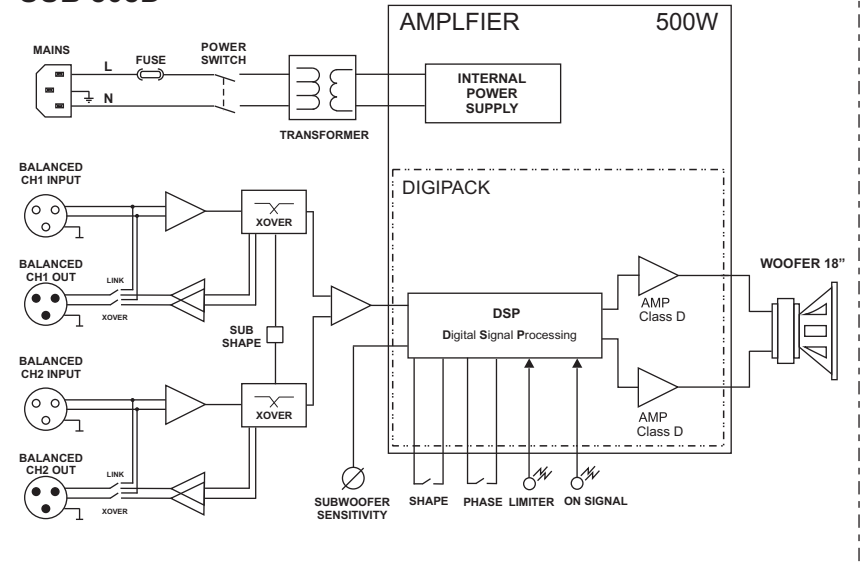 AMPLFIER 500W
MAINS
L
FUSE
POWER
SWITCH
N
TRANSFORMER
INTERNAL
POWER
SUPPLY
DIGIPACK
BALANCED
CH1 INPUT
XOVER
BALANCED
CH1 OUT
LINK
XOVER
SUB
SHAPE
BALANCED
CH2 INPUT
XOVER
BALANCED
CH2 OUT
LINK
XOVER
DSP
Digital Signal Processing
AMP
Class D
AMP
Class D
WOOFER 18”
SUBWOOFER
SENSITIVITY
SHAPE
PHASE
LIMITER
ON SIGNAL